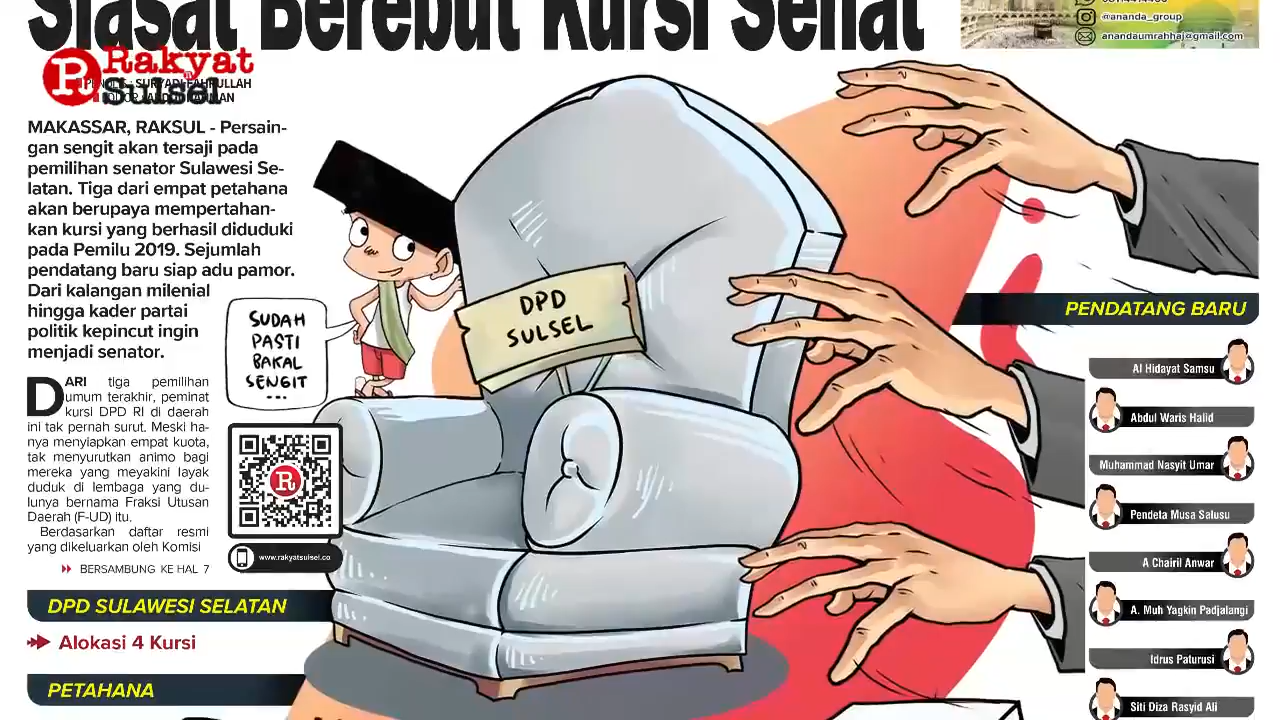 Siasat Berebut Kursi Senat
@ananda_group
anandaumrahhaj@gmail.com
Rakyat
Sulsel
MAKASSAR, RAKSUL - Persain-
gan sengit akan tersaji pada
pemilihan senator Sulawesi Se-
latan. Tiga dari empat petahana
akan berupaya mempertahan-
kan kursi yang berhasil diduduki
pada Pemilu 2019. Sejumlah
pendatang baru siap adu pamor.
Dari kalangan milenial
hingga kader partai
politik kepincut ingin
menjadi senator.
DARI tiga pemilihan
umum terakhir, peminat
kursi DPD RI di daerah
ini tak pernah surut. Meski ha-
nya menyiapkan empat kuota,
tak menyurutkan animo bagi
mereka yang meyakini layak
duduk di lembaga yang du-
lunya bernama Fraksi Utusan
Daerah (F-UD) itu.
Berdasarkan daftar resmi
yang dikeluarkan oleh Komisi
BERSAMBUNG KE HAL 7
SUDAH
PASTI
BAKAL
SENGIT
...
R
www.rakyatsulsel.co
DPD
SULSEL
DPD SULAWESI SELATAN
Alokasi 4 Kursi
PETAHANA
PENDATANG BARU
Al Hidayat Samsu
Abdul Waris Halid
Muhammad Nasyit Umar
Pendeta Musa Salusu
A Chairil Anwar
A. Muh Yagkin Padjalangi
Idrus Paturusi
Siti Diza Rasyid Ali